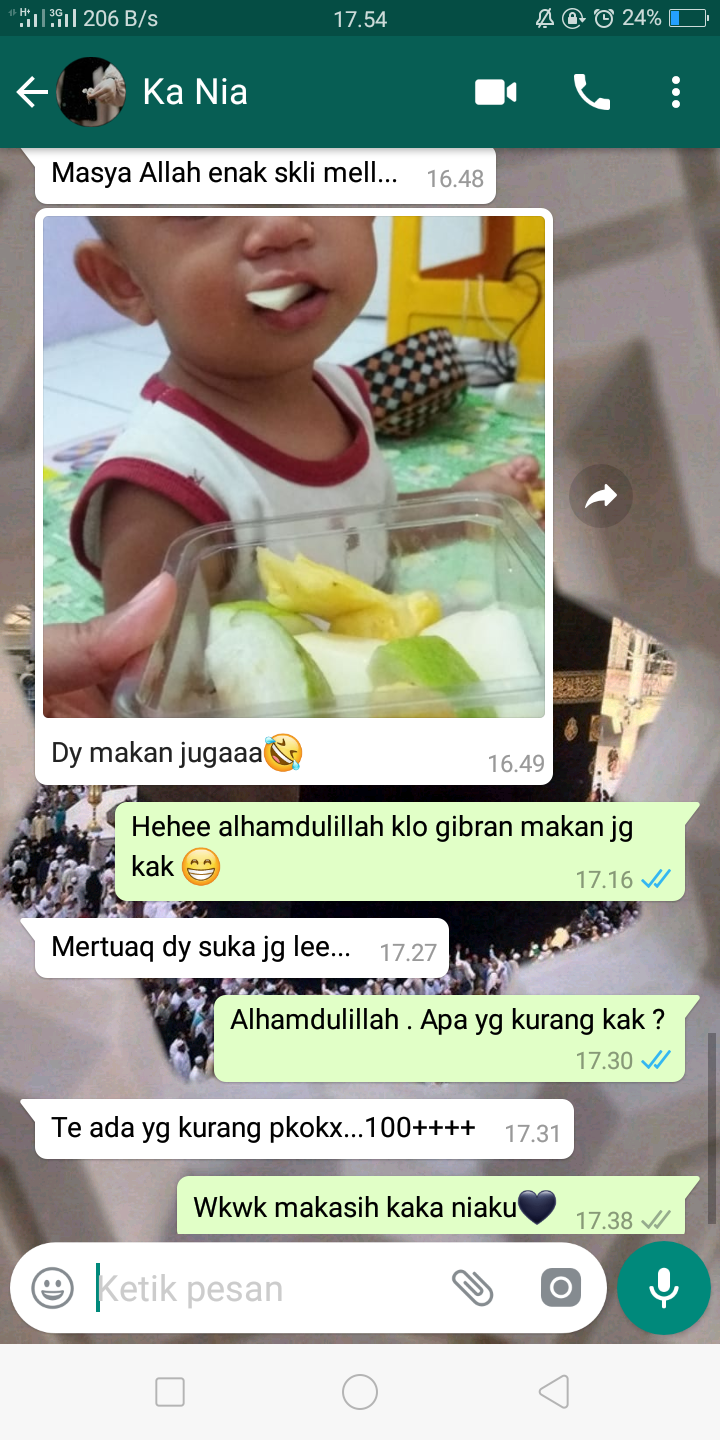 H+ 3G 206 B/s 17.54 24%
Ka Nia
Masya Allah enak skli mell... 16.48
Dy makan jugaaa🤣 16.49
Hehee alhamdulillah klo gibran makan jg
kak 😁 17.16
Mertuaq dy suka jg lee... 17.27
Alhamdulillah . Apa yg kurang kak ?
17.30
Te ada yg kurang pkokx...100++++ 17.31
Wkwk makasih kaka niaku🖤 17.38
Ketik pesan